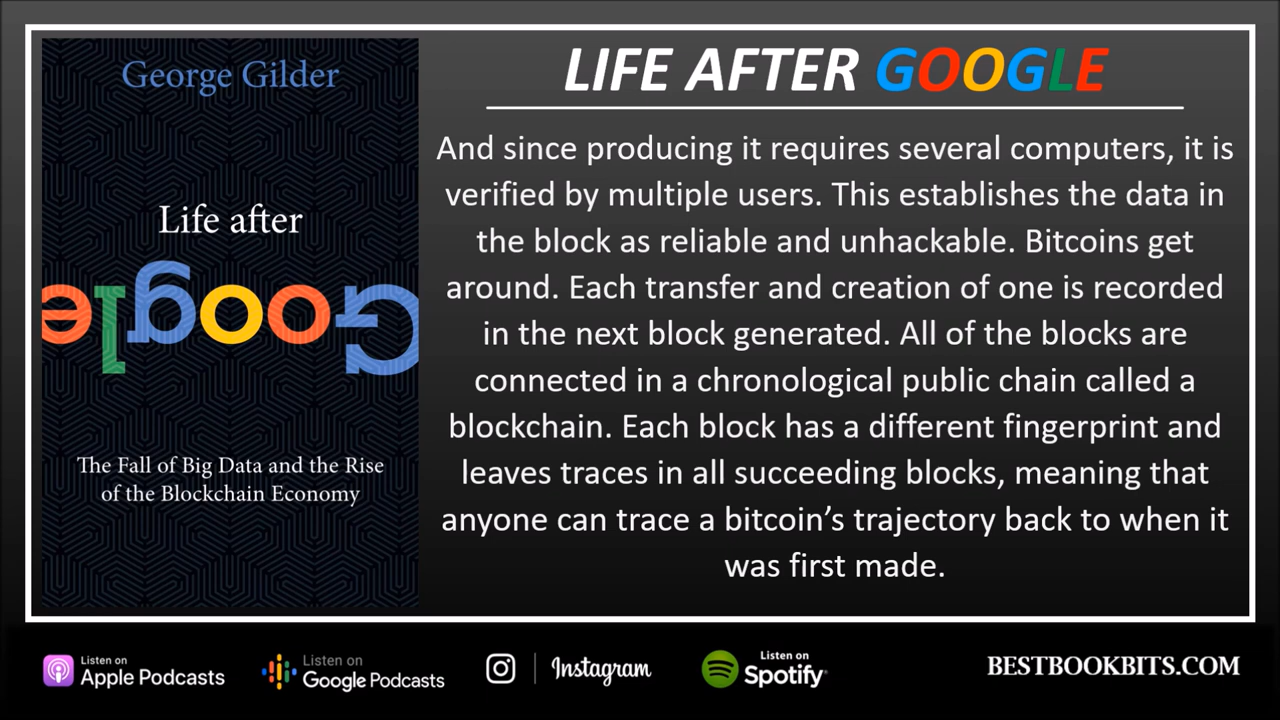 George Gilder
Life after
Google
The Fall of Big Data and the Rise
of the Blockchain Economy
LIFE AFTER GOOGLE
And since producing it requires several computers, it is
verified by multiple users. This establishes the data in
the block as reliable and unhackable. Bitcoins get
around. Each transfer and creation of one is recorded
in the next block generated. All of the blocks are
connected in a chronological public chain called a
blockchain. Each block has a different fingerprint and
leaves traces in all succeeding blocks, meaning that
anyone can trace a bitcoin’s trajectory back to when it
was first made.
Listen on
Apple Podcasts
Listen on
Google Podcasts
Instagram
Listen on
Spotify
BESTBOOKBITS.COM